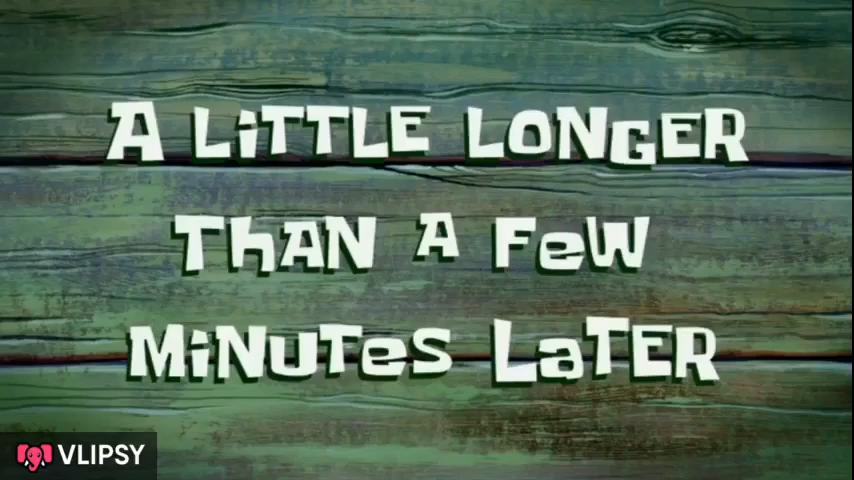 A LiTTLE LONGER
ThAN A FeW
MiNUTeS LaTER
VLIPSY